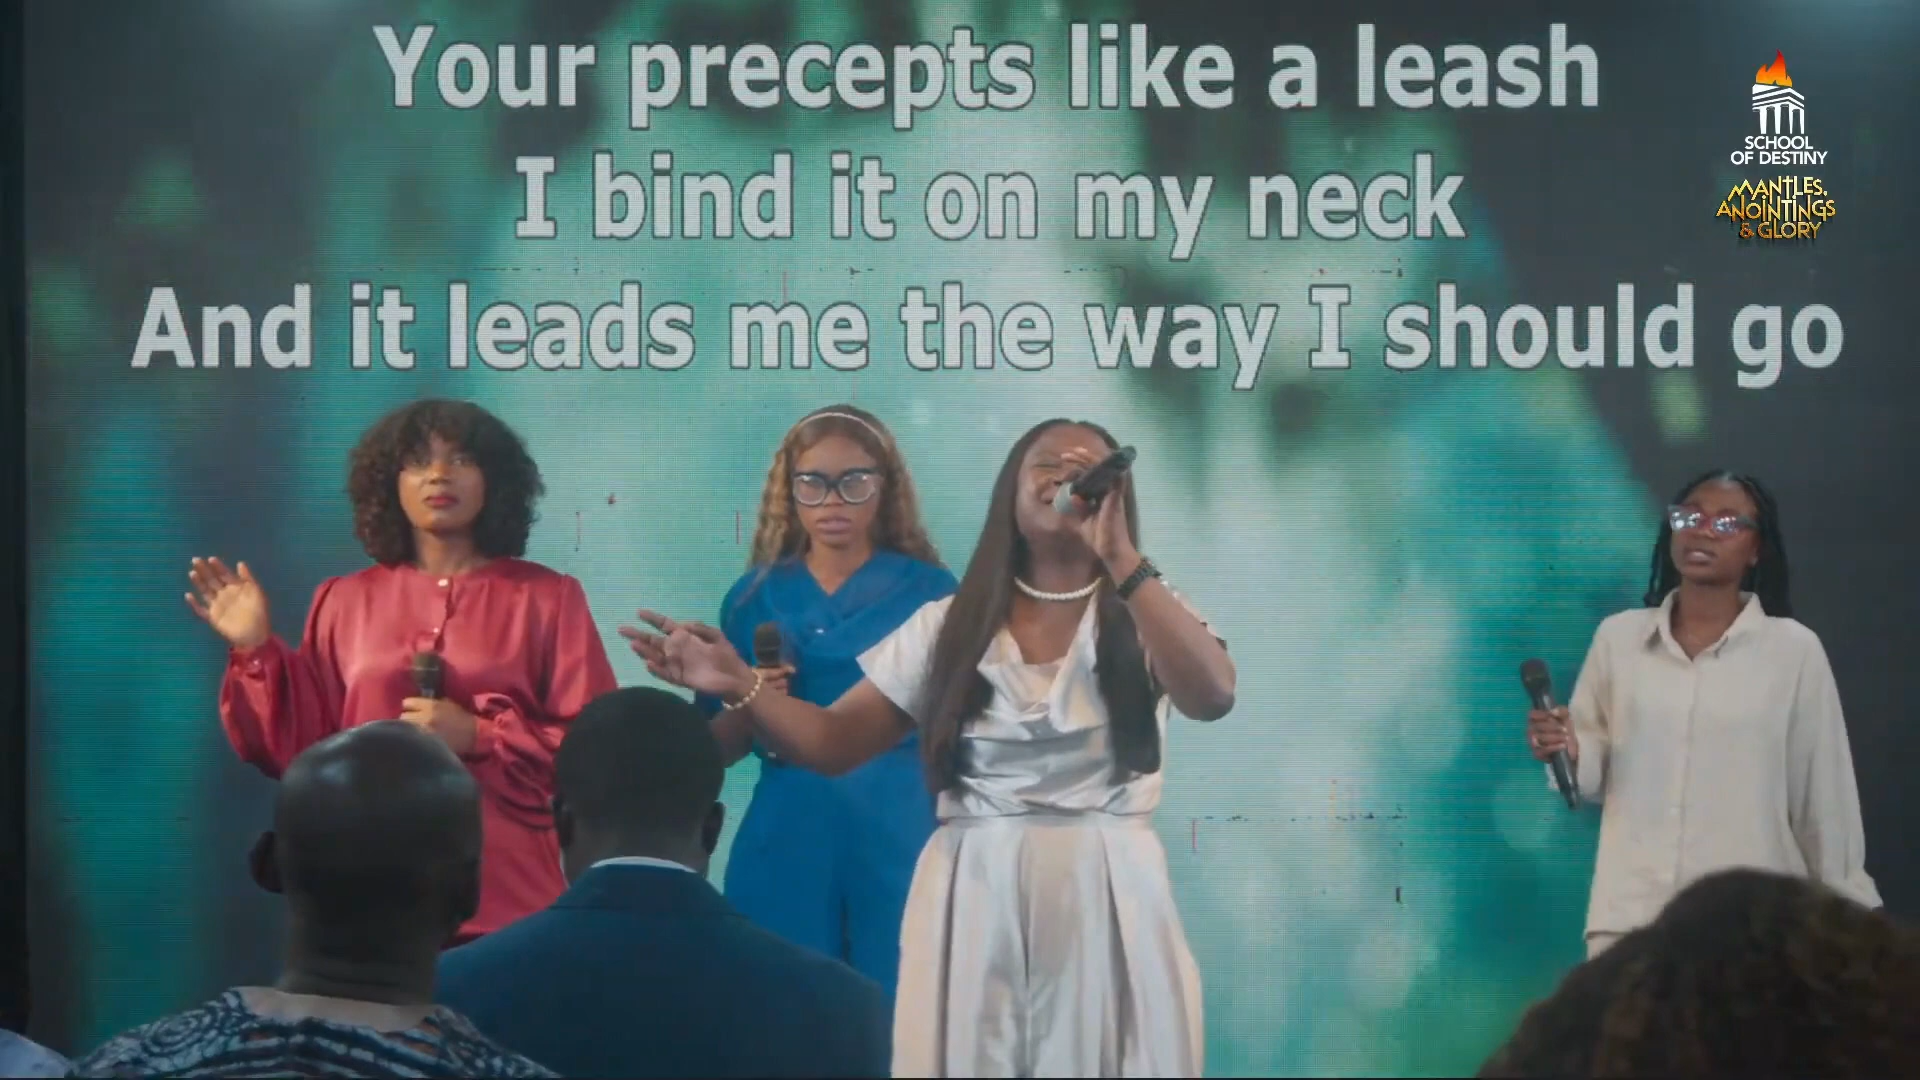 Your precepts like a leash
I bind it on my neck
And it leads me the way I should go
SCHOOL
OF DESTINY
MANTLES,
ANOINTINGS
& GLORY